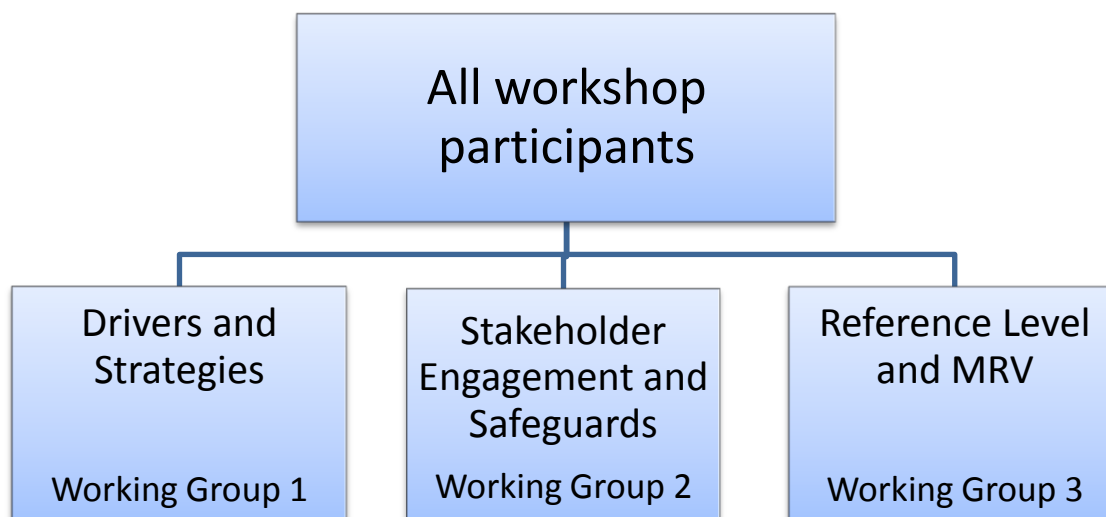 All workshop
participants
Drivers and
Strategies
Working Group 1
Stakeholder
Engagement and
Safeguards
Working Group 2
Reference Level
and MRV
Working Group 3